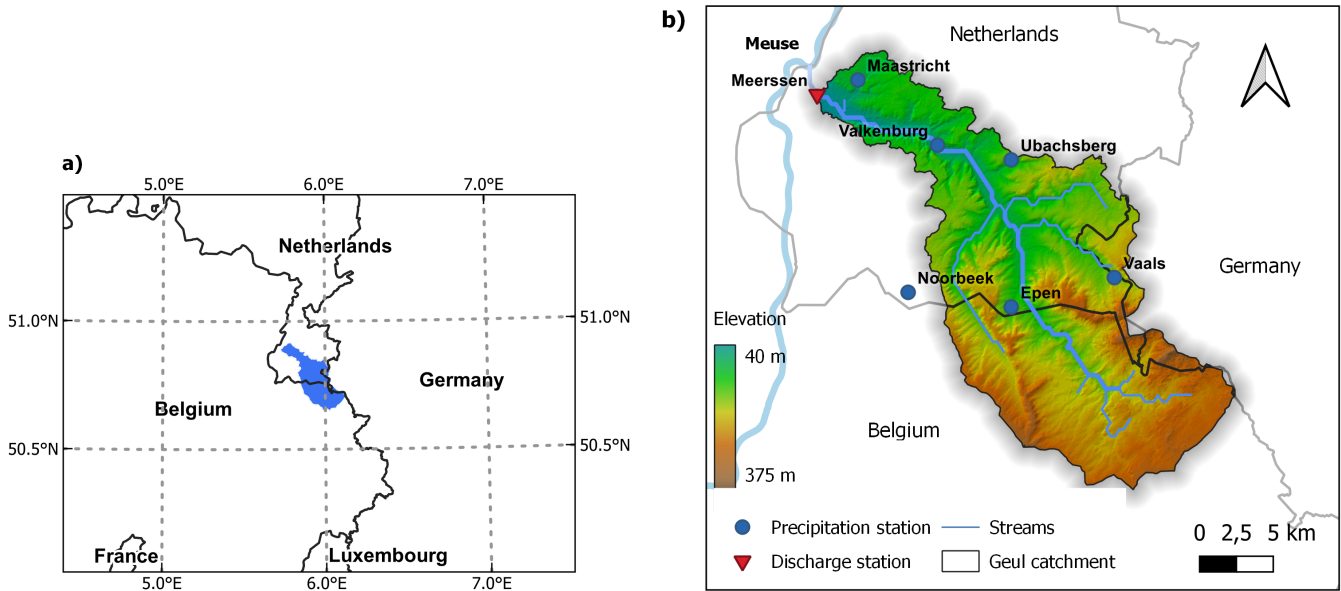 a)
5.0°E 6.0°E 7.0°E
Netherlands
51.0°N 51.0°N
Germany
Belgium
50.5°N 50.5°N
France Luxembourg
5.0°E 6.0°E 7.0°E
b)
Netherlands
Meuse
Maastricht
Meerssen
Valkenburg
Ubachsberg
Vaals
Germany
Noorbeek
Epen
Elevation
40 m
Belgium
375 m
Precipitation station Streams
0 2,5 5 km
Discharge station Geul catchment